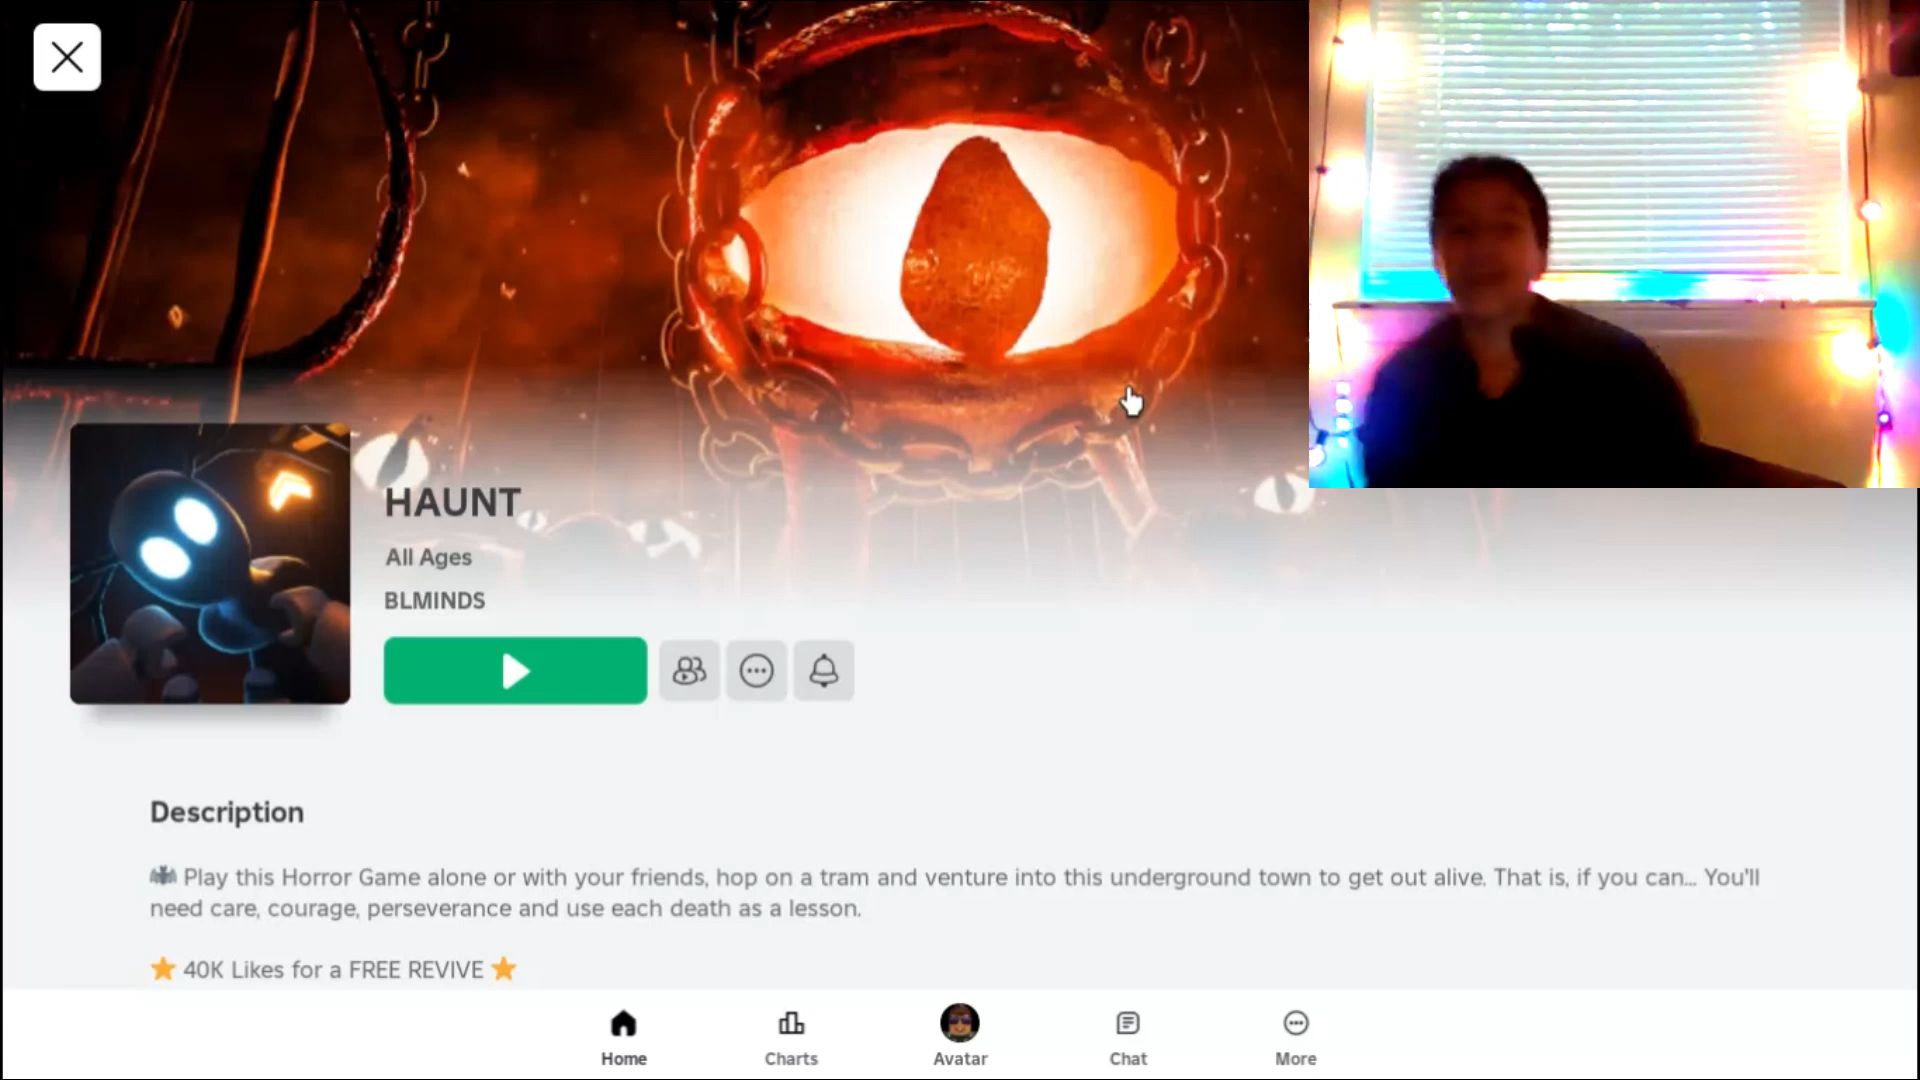 HAUNT
All Ages
BLMINDS
Description
Play this Horror Game alone or with your friends, hop on a tram and venture into this underground town to get out alive. That is, if you can... You'll
need care, courage, perseverance and use each death as a lesson.
⭐ 40K Likes for a FREE REVIVE ⭐
Home Charts Avatar Chat More